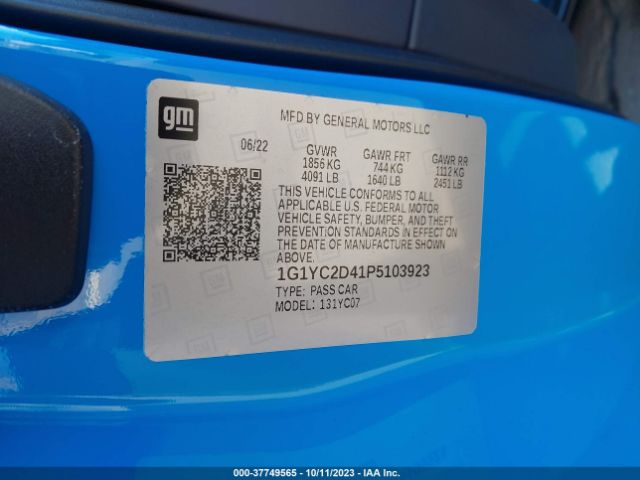 gm
MFD BY GENERAL MOTORS LLC
06/22
GVWR GAWR FRT GAWR RR
1856 KG 744 KG 1112 KG
4091 LB 1640 LB 2451 LB
THIS VEHICLE CONFORMS TO ALL
APPLICABLE U.S. FEDERAL MOTOR
VEHICLE SAFETY, BUMPER, AND THEFT
PREVENTION STANDARDS IN EFFECT ON
THE DATE OF MANUFACTURE SHOWN
ABOVE.
1G1YC2D41P5103923
TYPE: PASS CAR
MODEL: 131YC07
© - 37749565 - 10/11/2023 - IAA Inc.